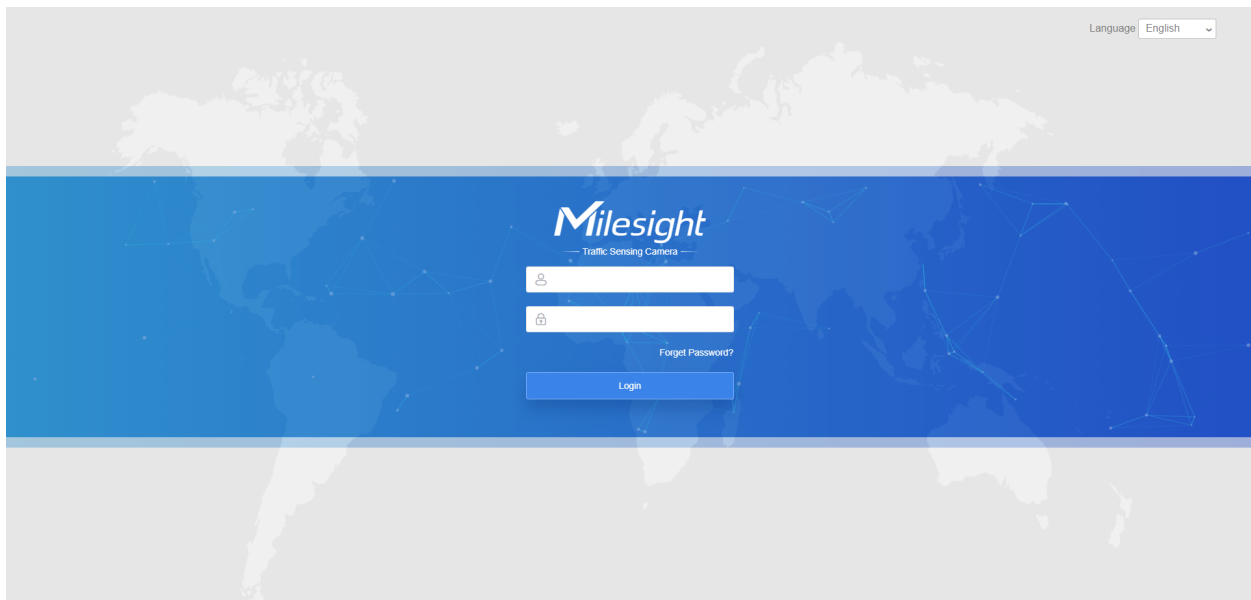 Language English
Milesight
Traffic Sensing Camera
Forget Password?
Login